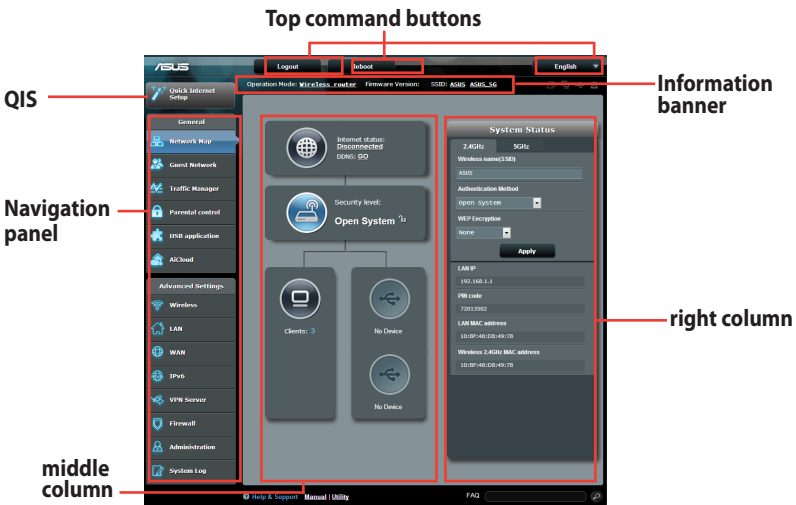 Top command buttons
ASUS
Logout
Reboot
English
Quick Internet
Setup
Operation Mode: Wireless router Firmware Version: SSID: ASUS ASUS_5G
Information
banner
QIS
General
Network Map
Guest Network
Traffic Manager
Parental control
USB application
AiCloud
Navigation
panel
Advanced Settings
Wireless
LAN
WAN
IPv6
VPN Server
Firewall
Administration
System Log
Internet status:
Disconnected
DDNS: GO
Security level:
Open System
Clients: 3
No Device
No Device
System Status
2.4GHz 5GHz
Wireless name(SSID)
ASUS
Authentication Method
Open System
WEP Encryption
None
Apply
LAN IP
192.168.1.1
PIN code
72013502
LAN MAC address
10:BF:48:D8:49:78
Wireless 2.4GHz MAC address
10:BF:48:D8:49:78
right column
middle
column
Help & Support Manual | Utility
FAQ